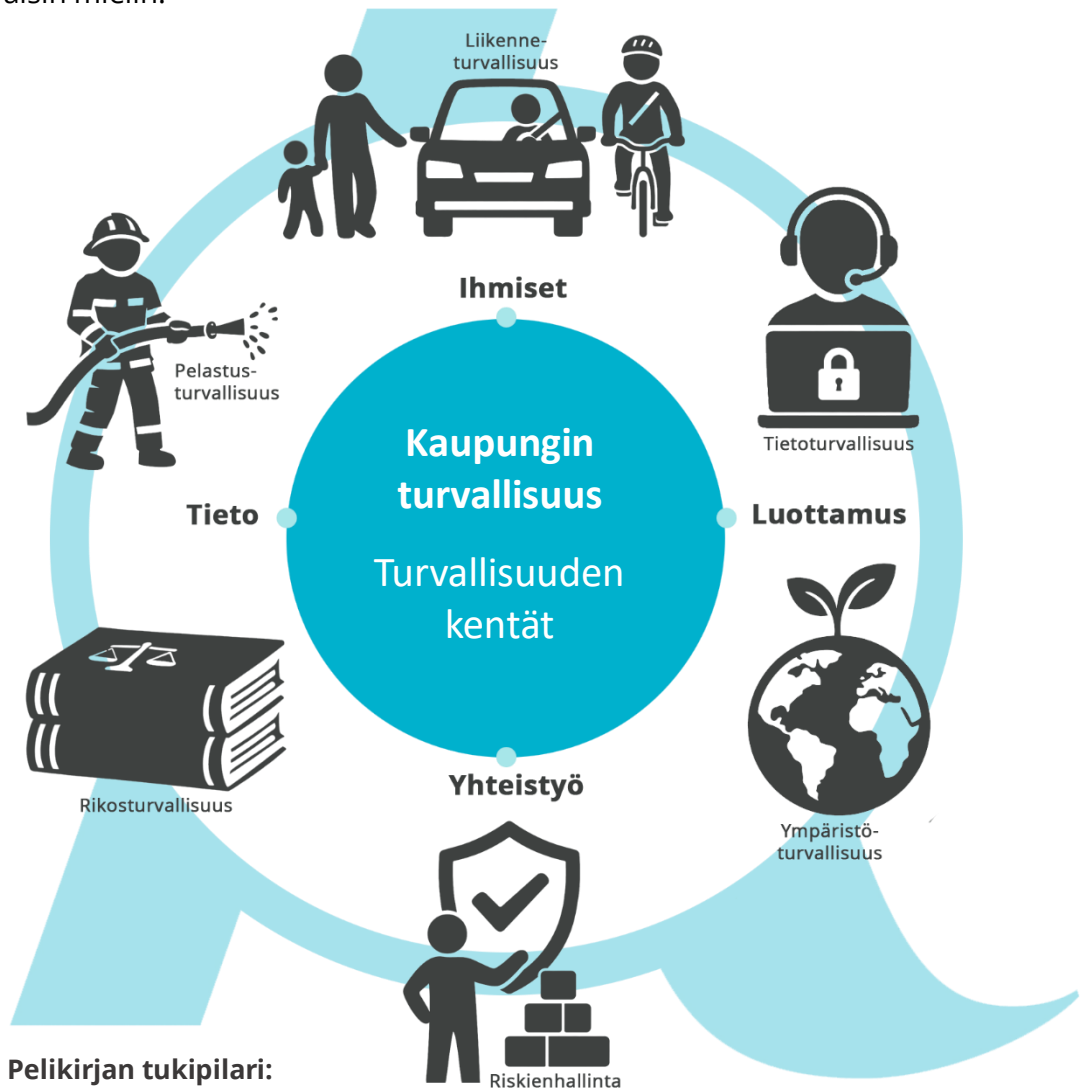 Liikenne-
turvallisuus
Ihmiset
Pelastus-
turvallisuus
Tietoturvallisuus
Kaupungin
turvallisuus
Tieto
Luottamus
Turvallisuuden
kentät
Yhteistyö
Rikosturvallisuus
Ympäristö-
turvallisuus
Pelikirjan tukipilari:
Riskienhallinta